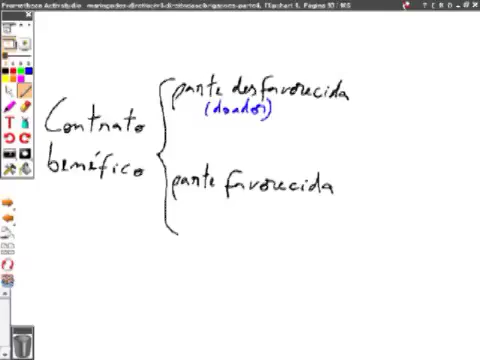 Contrato
benéfico
parte desfavorecida
(doador)
parte favorecida